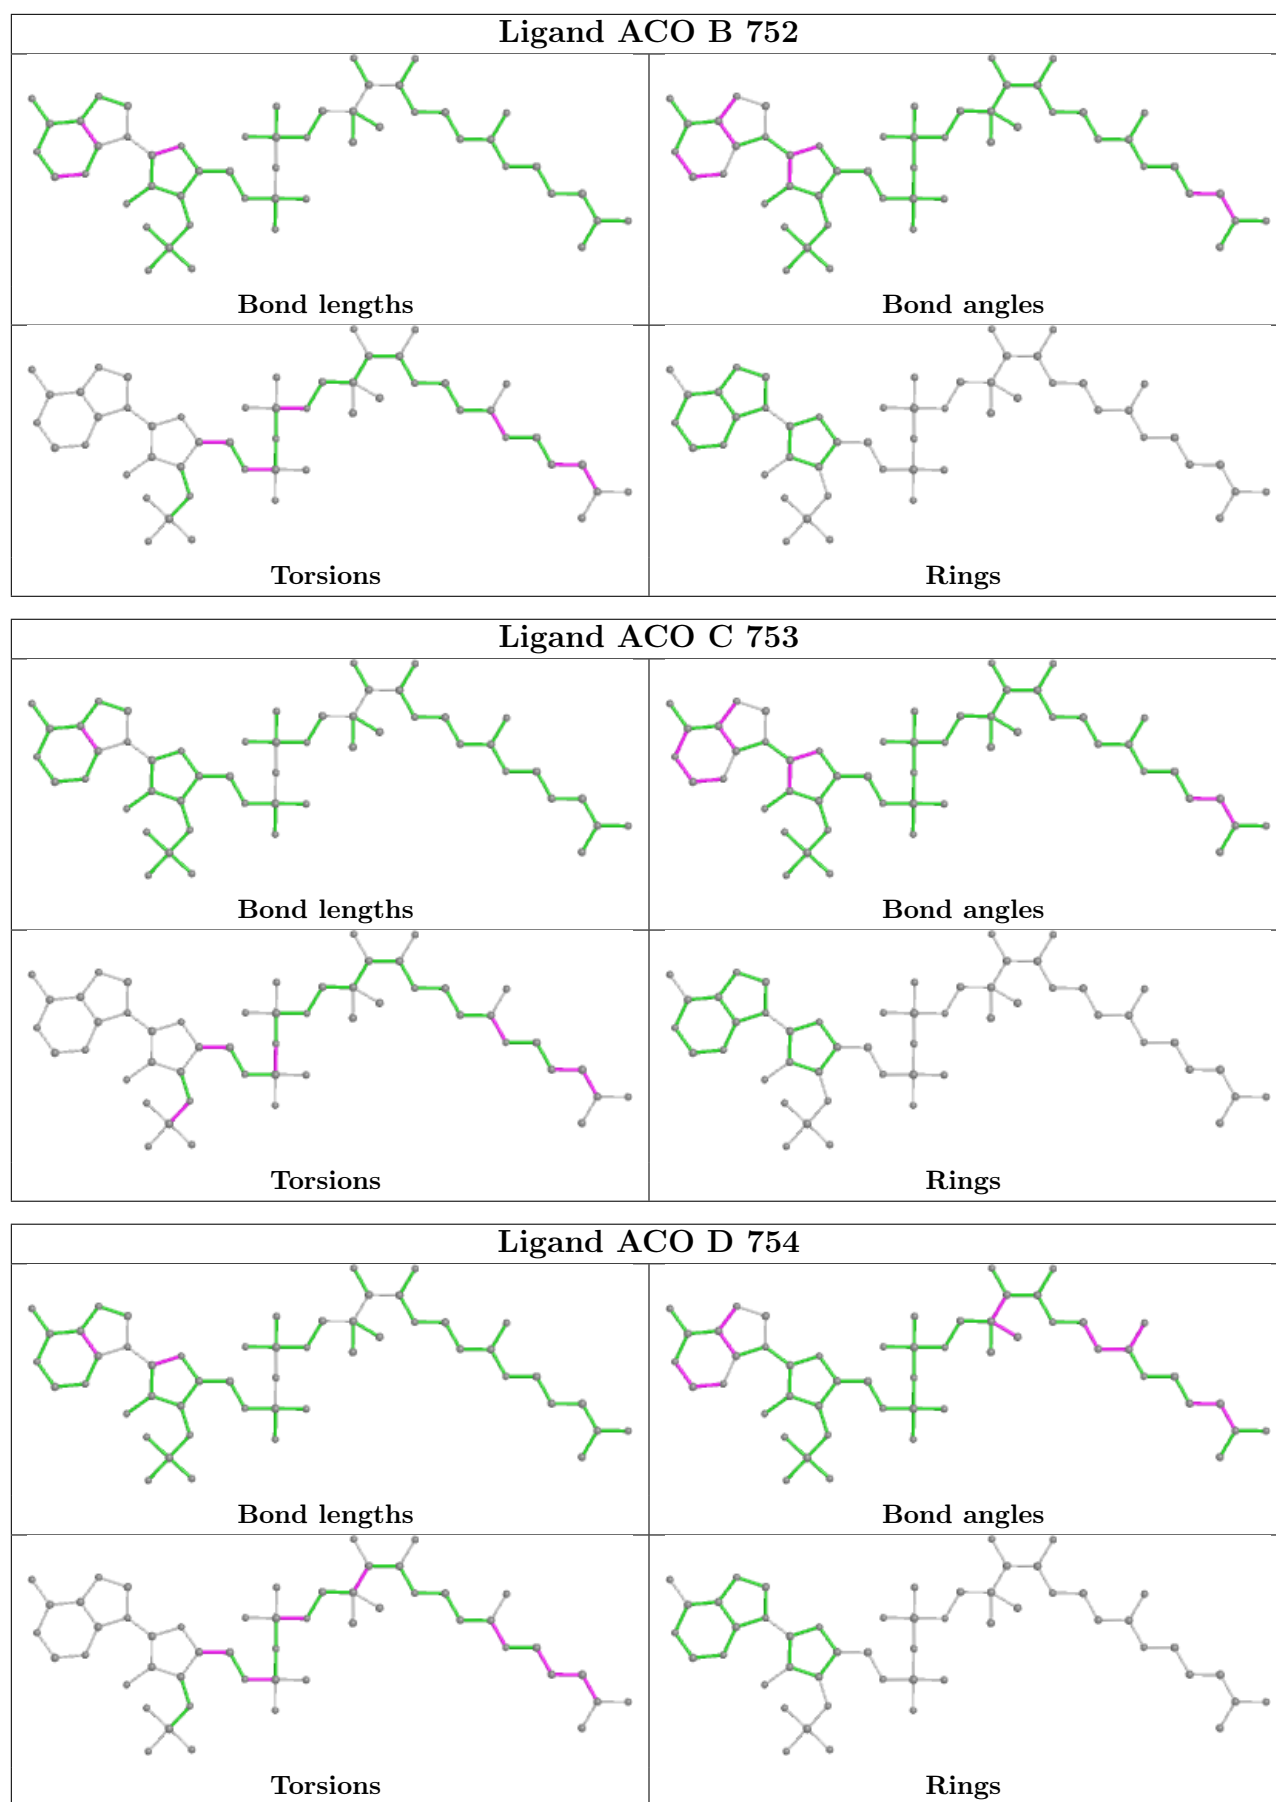 Ligand ACO B 752
Bond lengths
Bond angles
Torsions
Rings
Ligand ACO C 753
Bond lengths
Bond angles
Torsions
Rings
Ligand ACO D 754
Bond lengths
Bond angles
Torsions
Rings